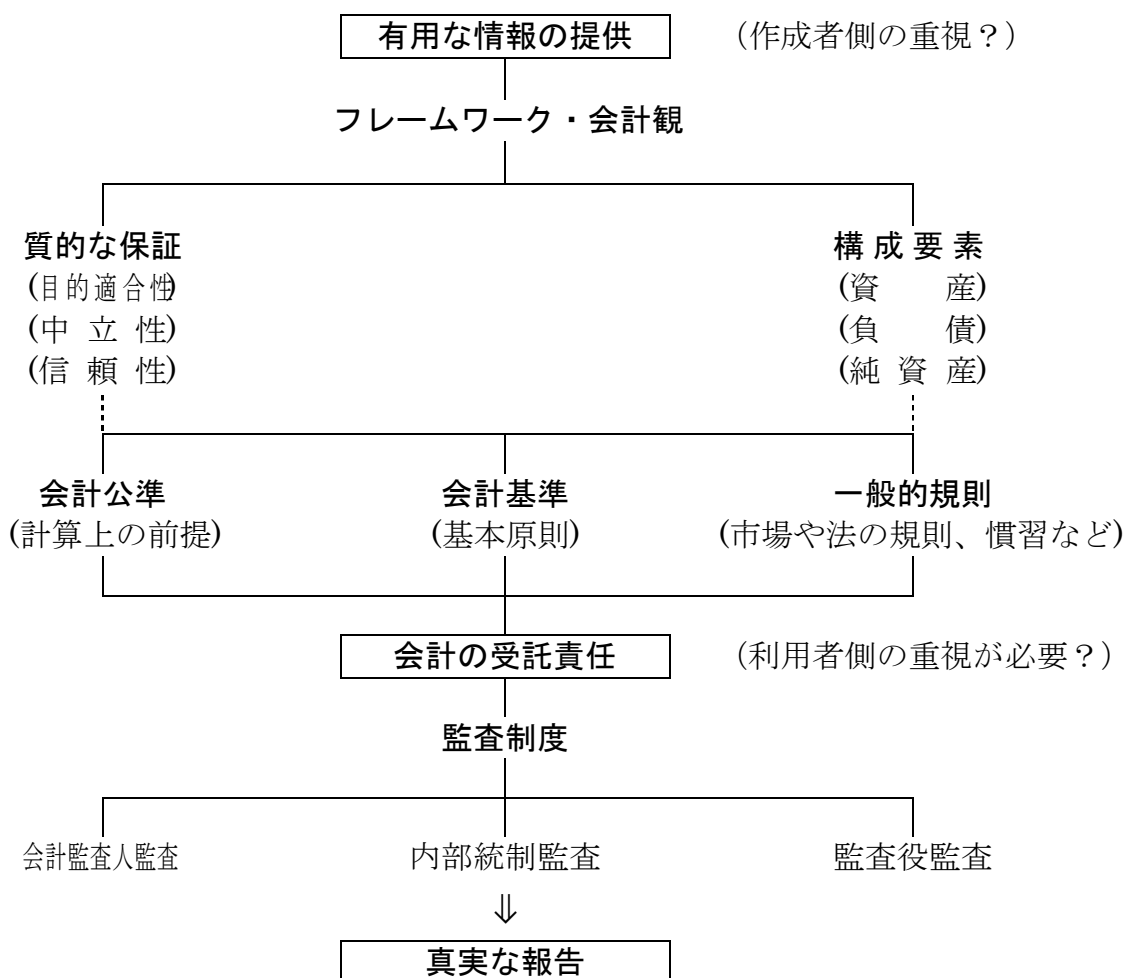 有用な情報の提供 （作成者側の重視？）
フレームワーク・会計観
質的な保証 構成要素
(目的適合性) (資　　産)
(中 立 性) (負　　債)
(信 頼 性) (純 資 産)
会計公準 会計基準 一般的規則
(計算上の前提) (基本原則) (市場や法の規則、慣習など)
会計の受託責任 （利用者側の重視が必要？）
監査制度
会計監査人監査 内部統制監査 監査役監査
⇓
真実な報告